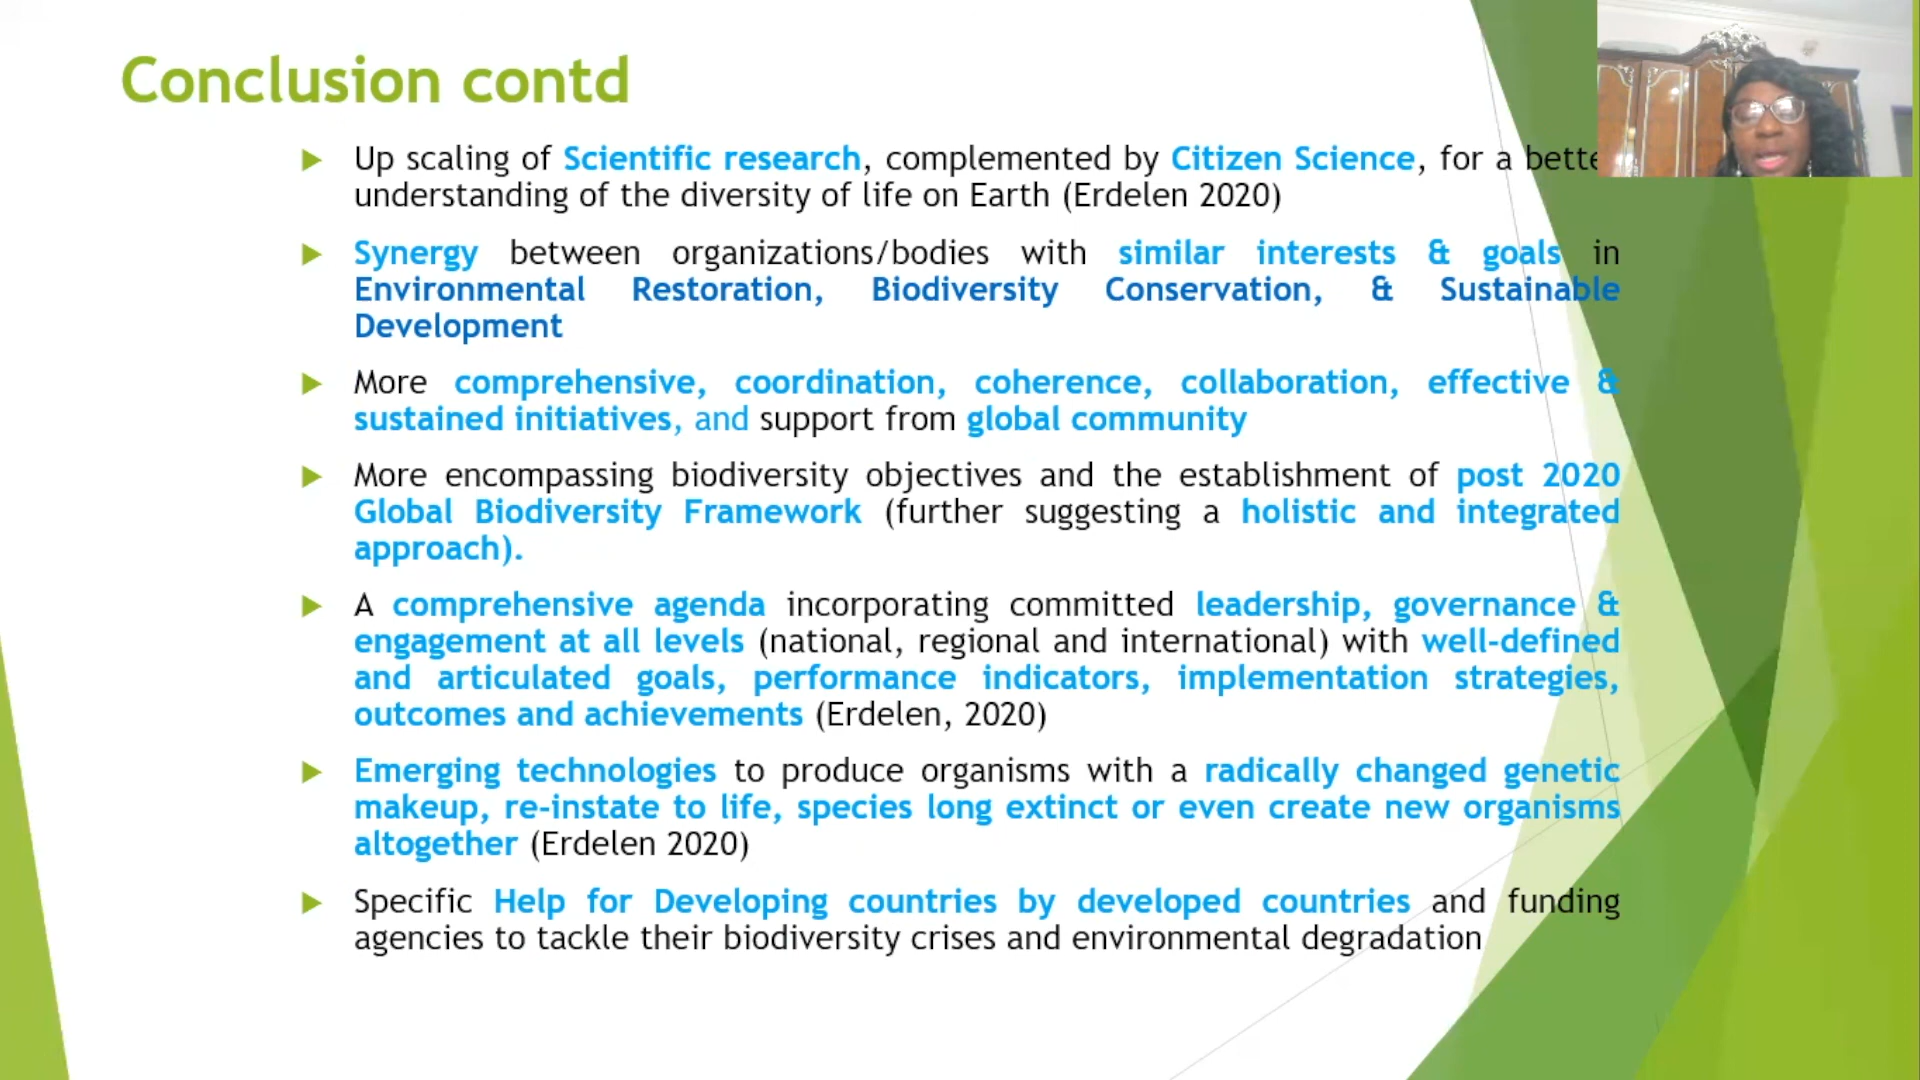 Conclusion contd
Up scaling of Scientific research, complemented by Citizen Science, for a bette
understanding of the diversity of life on Earth (Erdelen 2020)
Synergy between organizations/bodies with similar interests & goals in
Environmental Restoration, Biodiversity Conservation, & Sustainable
Development
More comprehensive, coordination, coherence, collaboration, effective &
sustained initiatives, and support from global community
More encompassing biodiversity objectives and the establishment of post 2020
Global Biodiversity Framework (further suggesting a holistic and integrated
approach).
A comprehensive agenda incorporating committed leadership, governance &
engagement at all levels (national, regional and international) with well-defined
and articulated goals, performance indicators, implementation strategies,
outcomes and achievements (Erdelen, 2020)
Emerging technologies to produce organisms with a radically changed genetic
makeup, re-instate to life, species long extinct or even create new organisms
altogether (Erdelen 2020)
Specific Help for Developing countries by developed countries and funding
agencies to tackle their biodiversity crises and environmental degradation